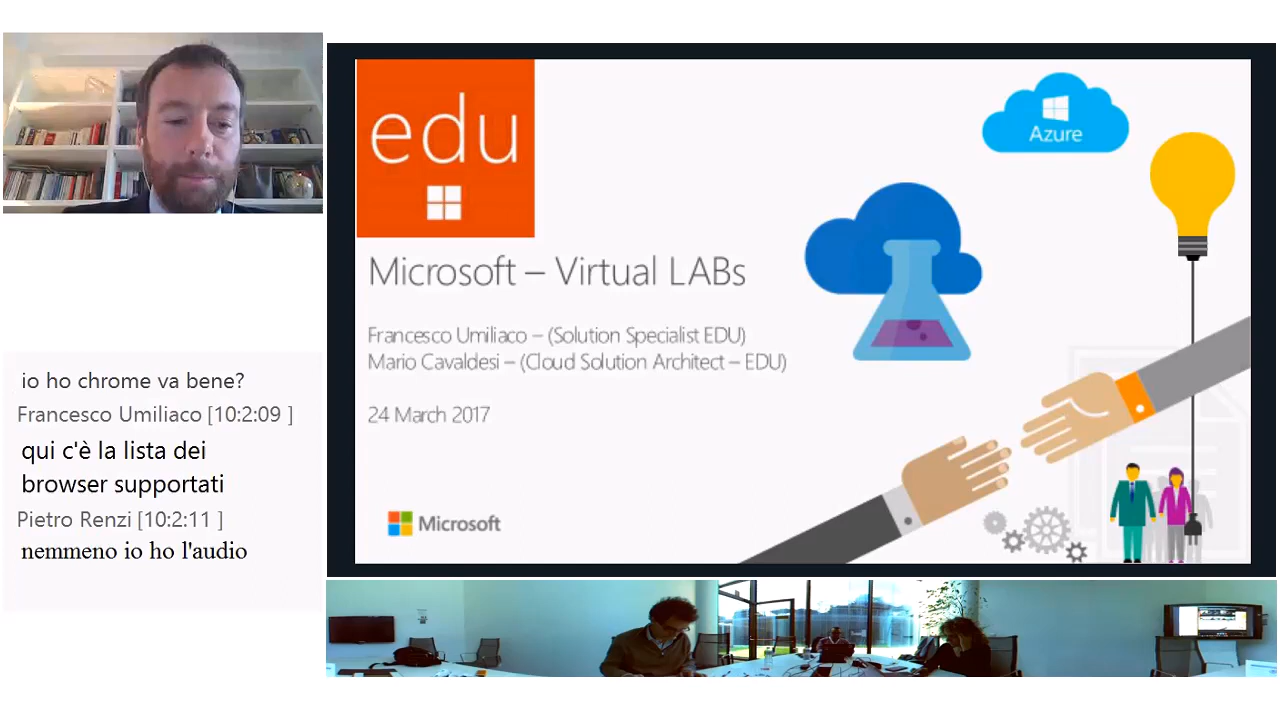 edu
Azure
Microsoft – Virtual LABs
Francesco Umiliaco – (Solution Specialist EDU)
Mario Cavaldesi – (Cloud Solution Architect – EDU)
24 March 2017
Microsoft
io ho chrome va bene?
Francesco Umiliaco [10:2:09 ]
qui c'è la lista dei
browser supportati
Pietro Renzi [10:2:11 ]
nemmeno io ho l'audio